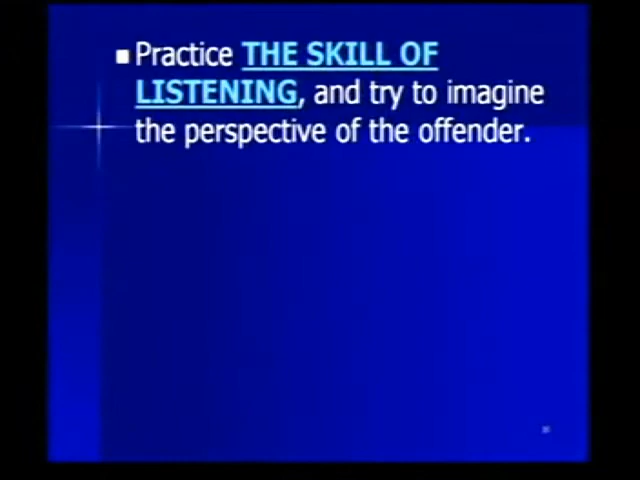 Practice THE SKILL OF
LISTENING, and try to imagine
the perspective of the offender.